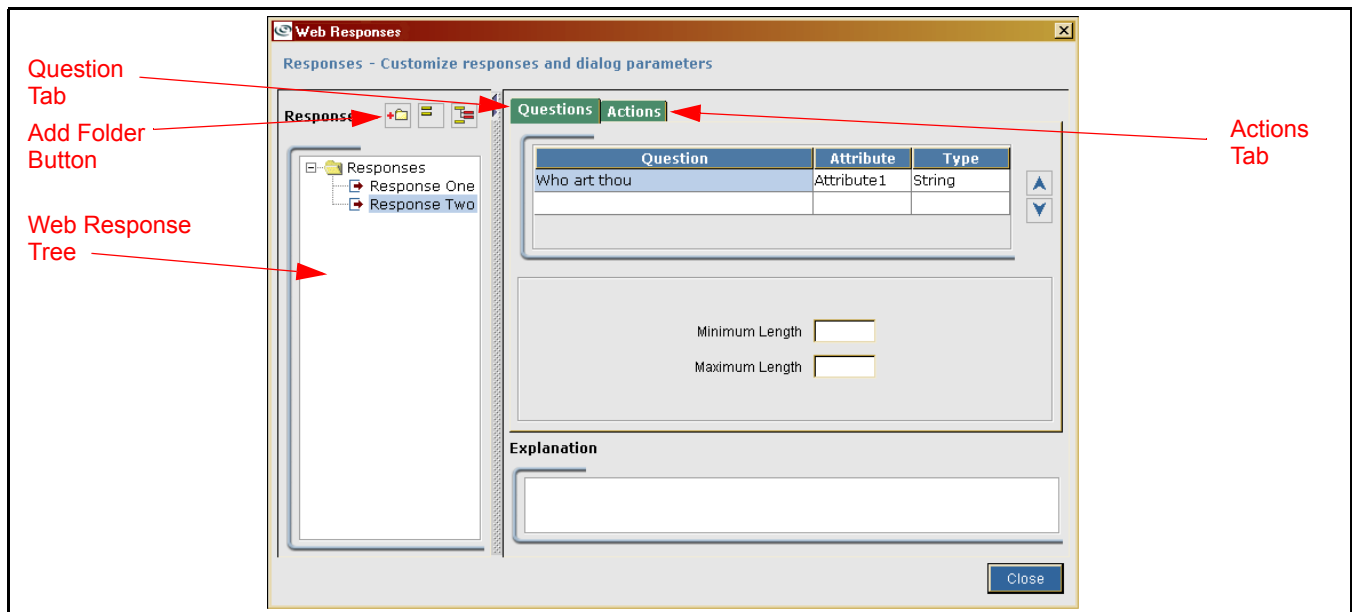 Web Responses
Responses - Customize responses and dialog parameters
Question
Tab
Add Folder
Button
Web Response
Tree
Response
Responses
Response One
Response Two
Questions
Actions
Actions
Tab
Question Attribute Type
Who art thou Attribute1 String
Minimum Length
Maximum Length
Explanation
Close